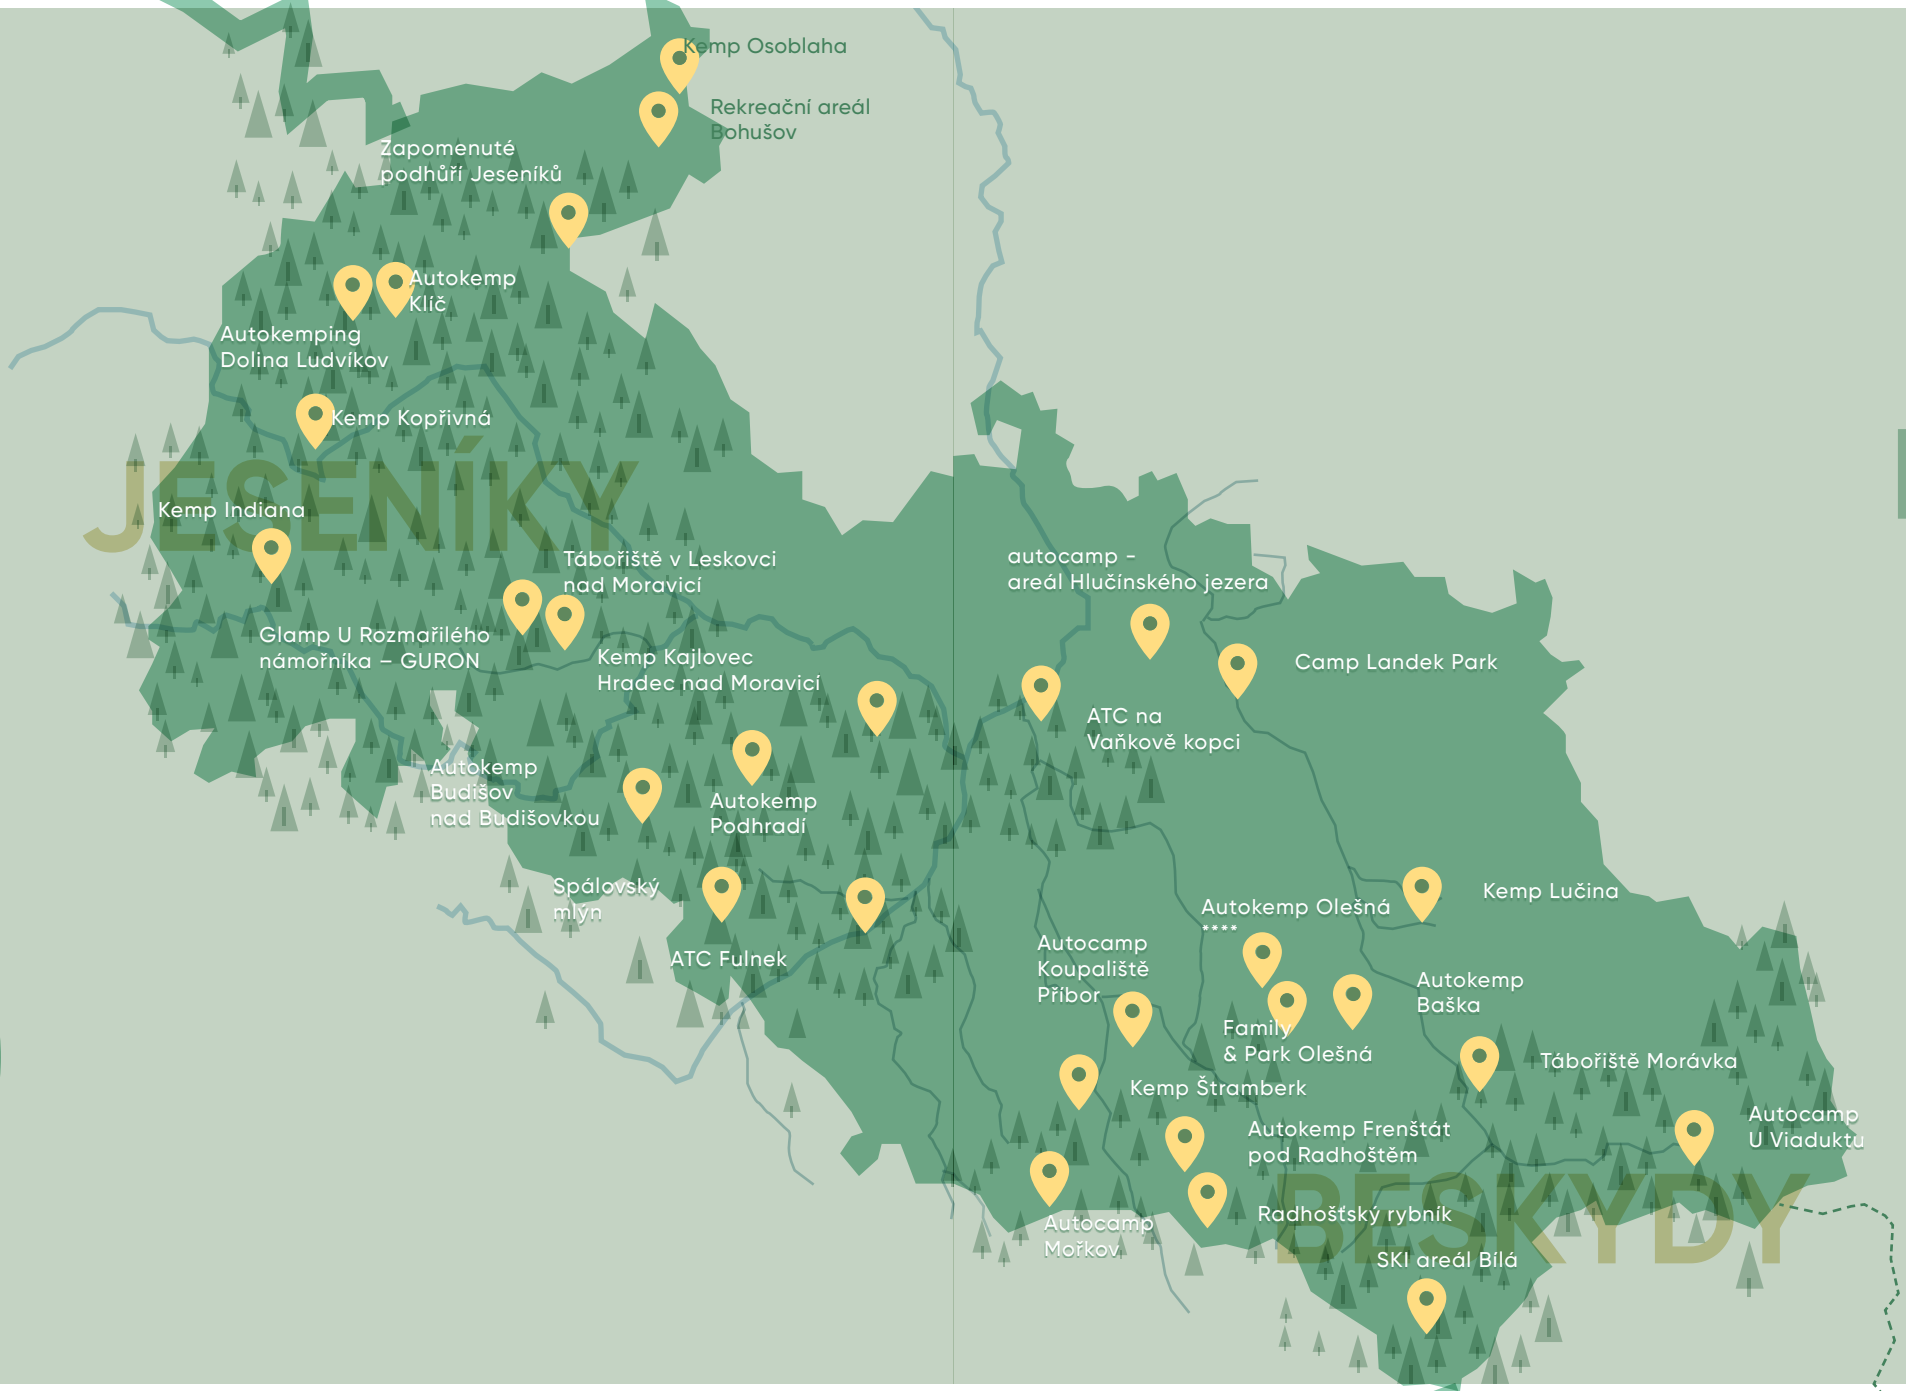 Kemp Osoblaha
Rekreační areál
Bohušov
Zapomenuté
podhůří Jeseníků
Autokemp
Klíč
Autokemping
Dolina Ludvíkov
Kemp Kopřivná
JESENÍKY
Kemp Indiana
Tábořiště v Leskovci
nad Moravicí
Glamp U Rozmařilého
námořníka – GURON
Kemp Kajlovec
Hradec nad Moravicí
autocamp -
areál Hlučínského jezera
Camp Landek Park
ATC na
Vaňkově kopci
Autokemp
Budišov
nad Budišovkou
Autokemp
Podhradí
Spálovský
mlýn
ATC Fulnek
Kemp Lučina
Autokemp Olešná
****
Autocamp
Koupaliště
Příbor
Autokemp
Baška
Family
& Park Olešná
Tábořiště Morávka
Kemp Štramberk
Autocamp
U Viaduktu
Autokemp Frenštát
pod Radhoštěm
BESKYDY
Radhošťský rybník
Autocamp
Mořkov
SKI areál Bílá